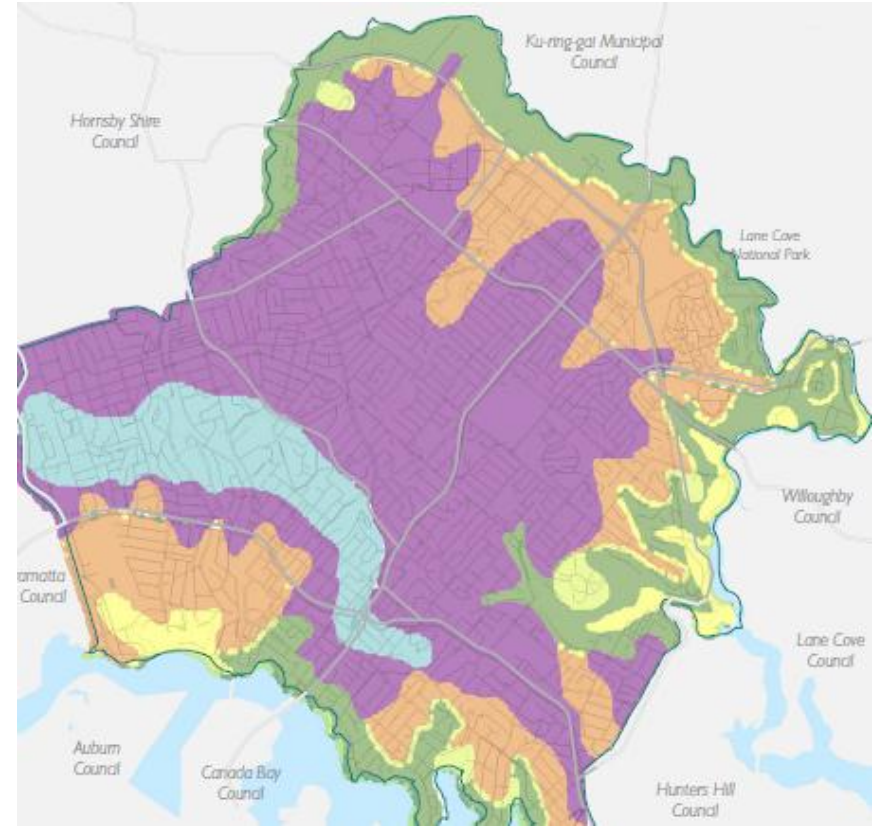 Ku-ring-gai Municipal
Council
Hornsby Shire
Council
Lane Cove
National Park
Willoughby
Council
amatta
Council
Lane Cove
Council
Auburn
Council
Canada Bay
Council
Hunters Hill
Council